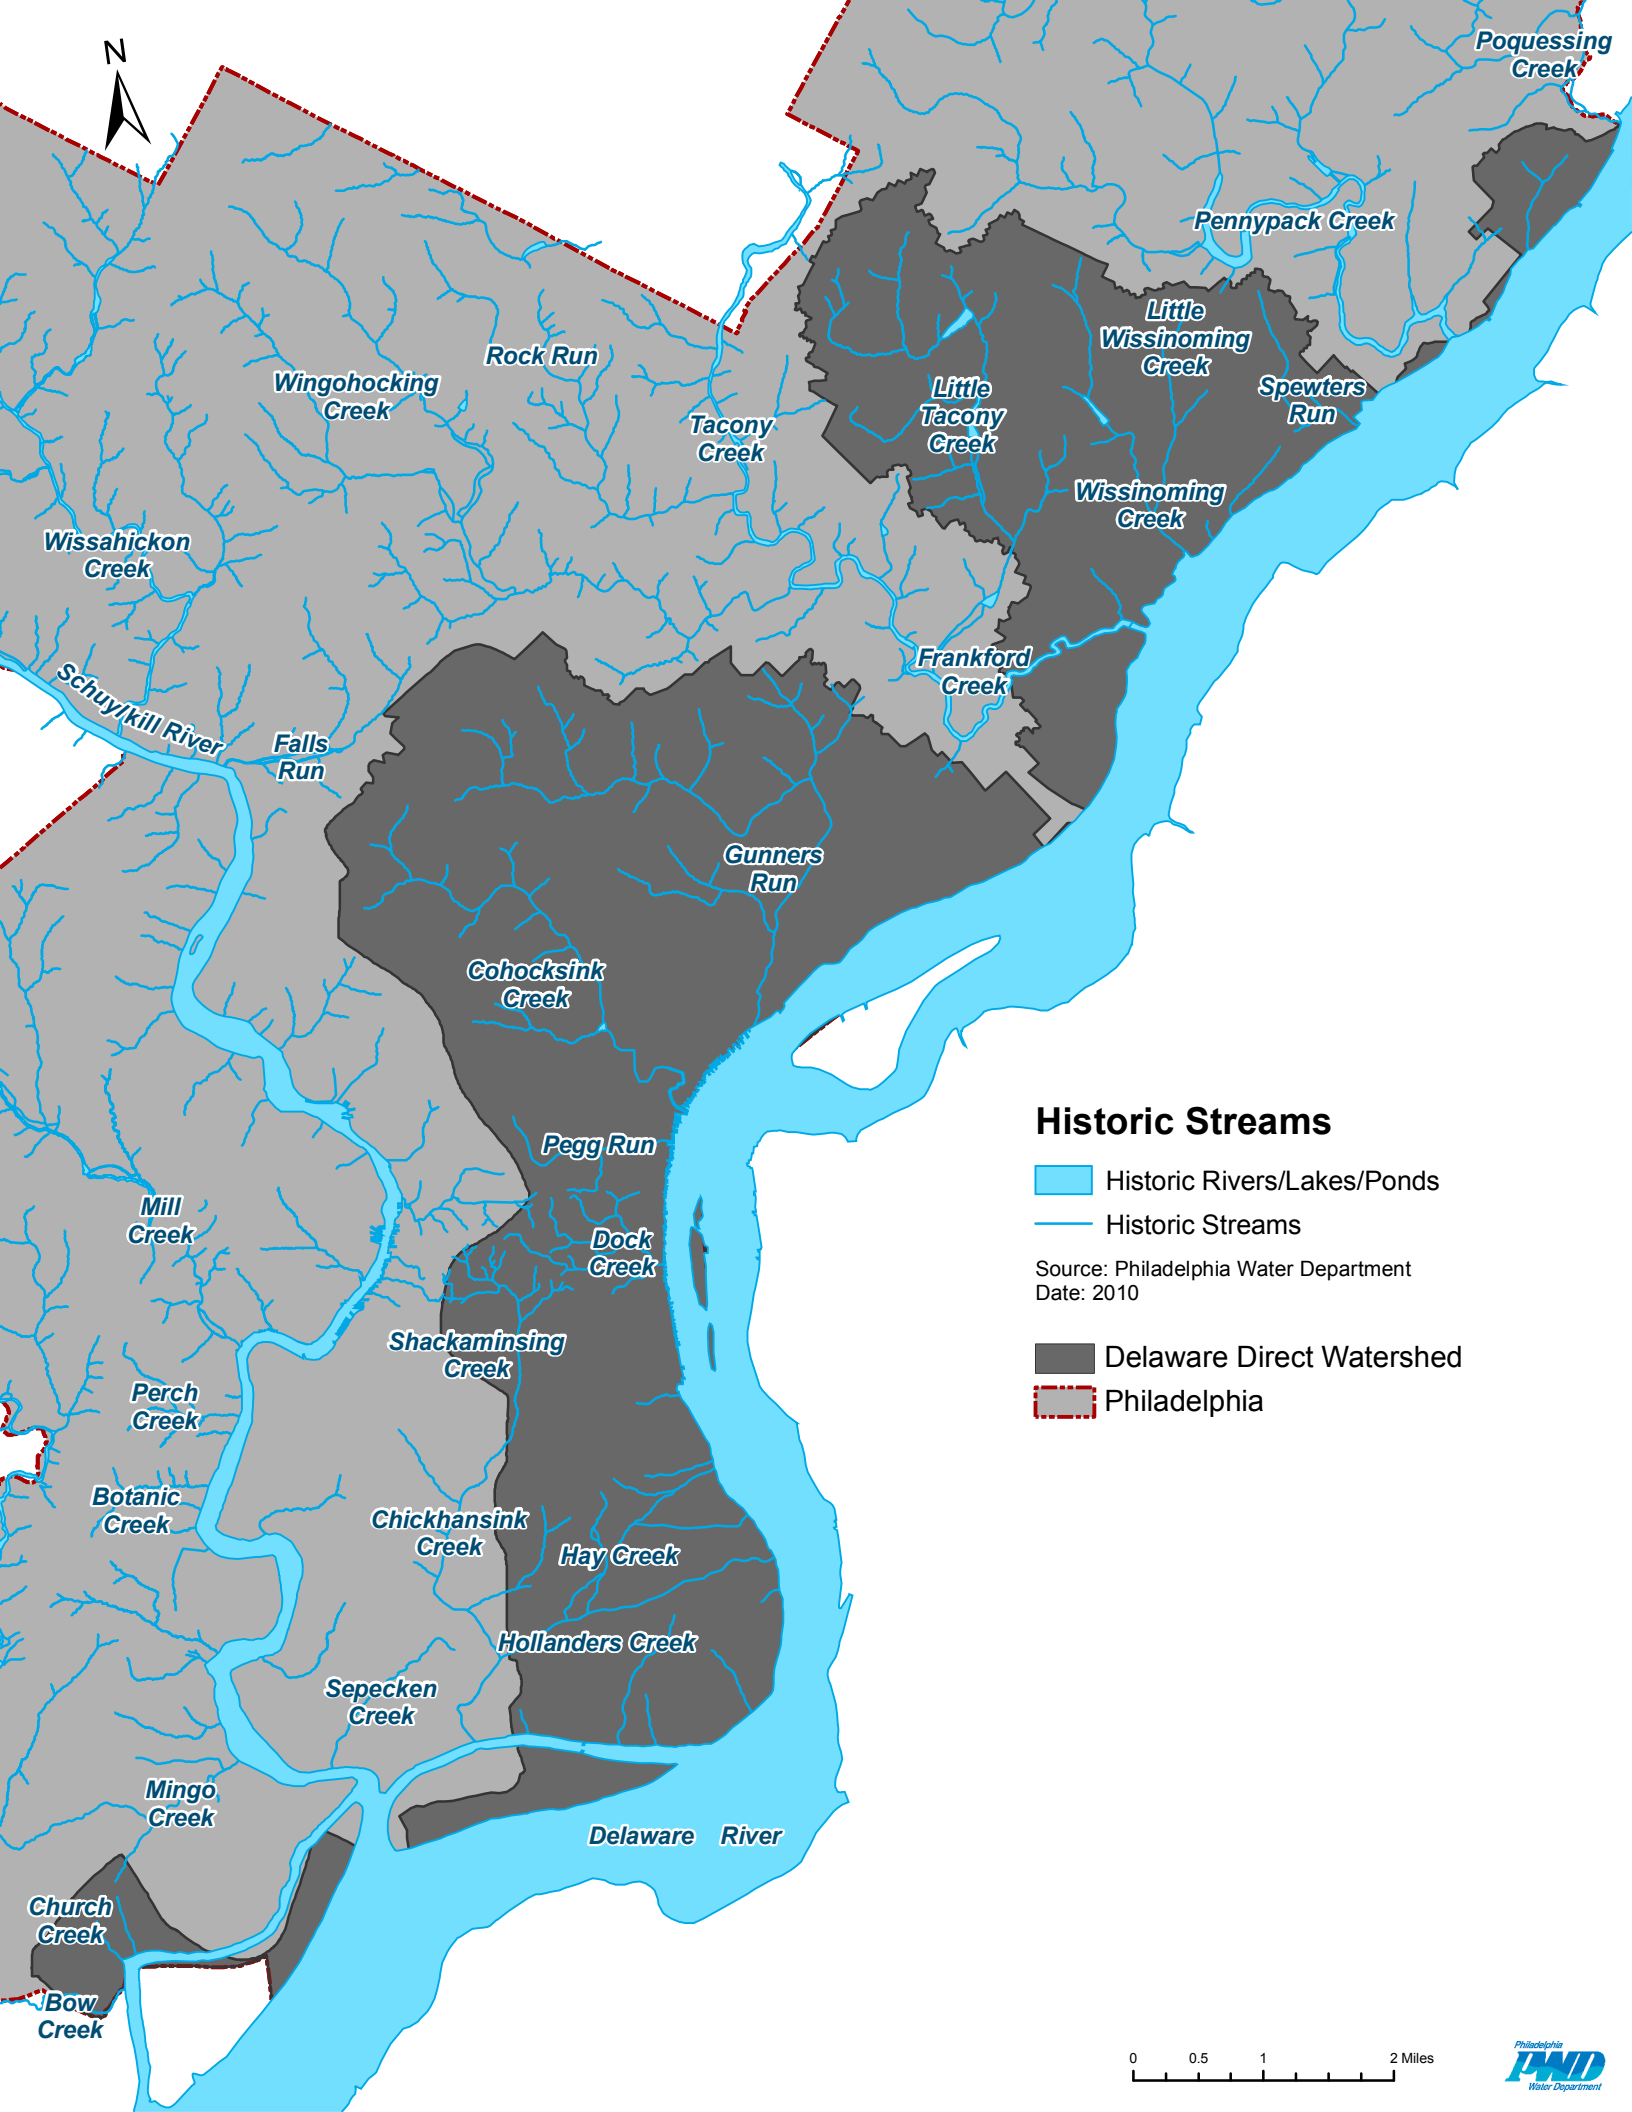 N
Poquessing
Creek
Pennypack Creek
Little
Wissinoming
Creek
Rock Run
Wingohocking
Creek
Spewters
Run
Little
Tacony
Creek
Tacony
Creek
Wissinoming
Creek
Wissahickon
Creek
Frankford
Creek
Schuylkill River
Falls
Run
Gunners
Run
Cohocksink
Creek
Historic Streams
Pegg Run
Historic Rivers/Lakes/Ponds
Mill
Creek
Historic Streams
Dock
Creek
Source: Philadelphia Water Department
Date: 2010
Shackaminsing
Creek
Delaware Direct Watershed
Perch
Creek
Philadelphia
Botanic
Creek
Chickhansink
Creek
Hay Creek
Hollanders Creek
Sepecken
Creek
Mingo
Creek
Delaware River
Church
Creek
Bow
Creek
0 0.5 1 2 Miles
Philadelphia
PWD
Water Department